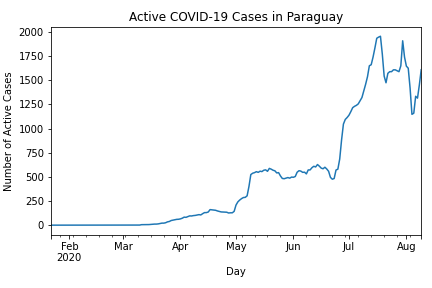 Active COVID-19 Cases in Paraguay
Number of Active Cases
2000
1750
1500
1250
1000
750
500
250
0
Feb Mar Apr May Jun Jul Aug
2020
Day